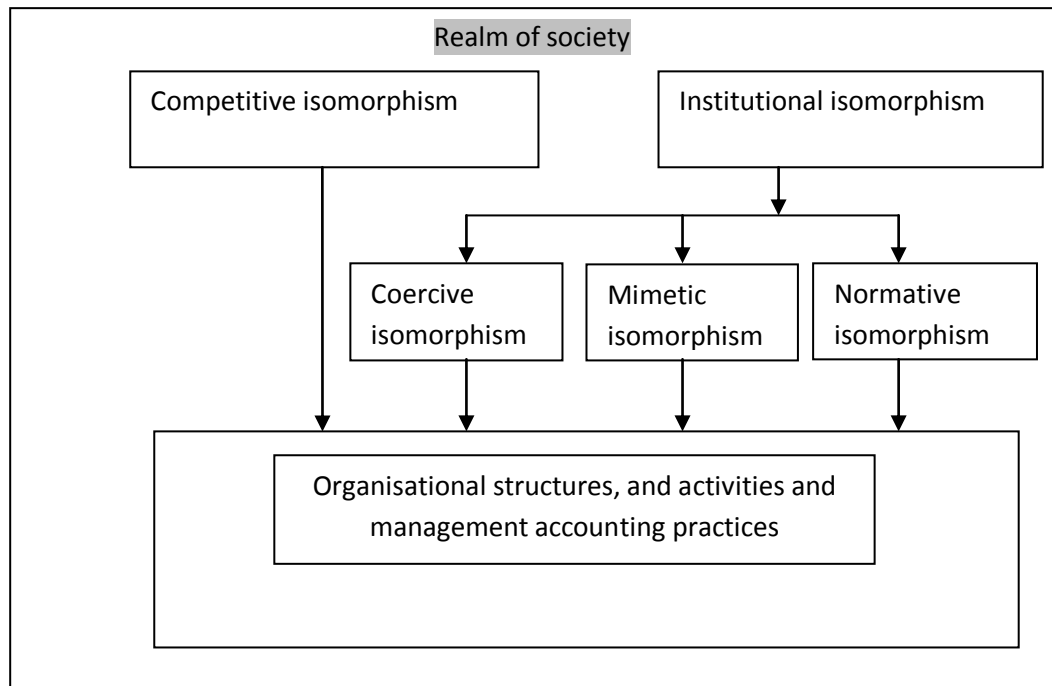 Realm of society
Competitive isomorphism
Institutional isomorphism
Coercive
isomorphism
Mimetic
isomorphism
Normative
isomorphism
Organisational structures, and activities and
management accounting practices